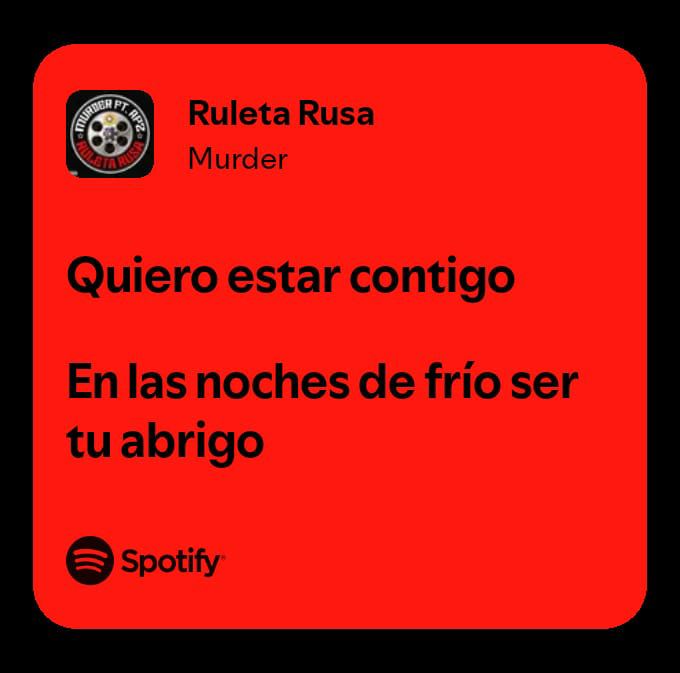 MURDER FT. APZ
RULETA RUSA
Ruleta Rusa
Murder
Quiero estar contigo
En las noches de frío ser
tu abrigo
Spotify